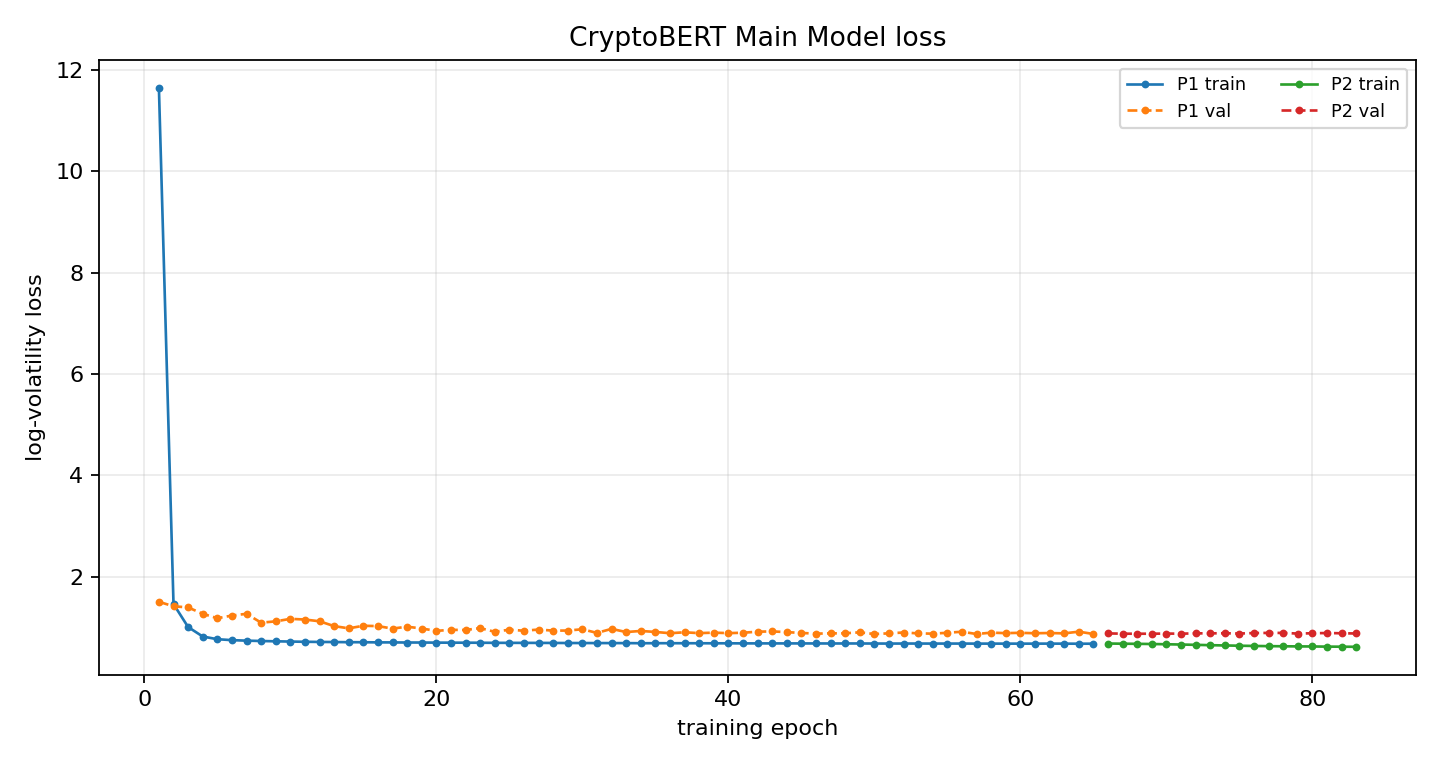 CryptoBERT Main Model loss
12
10
8
6
4
2
log-volatility loss
P1 train
P1 val
P2 train
P2 val
0 20 40 60 80
training epoch